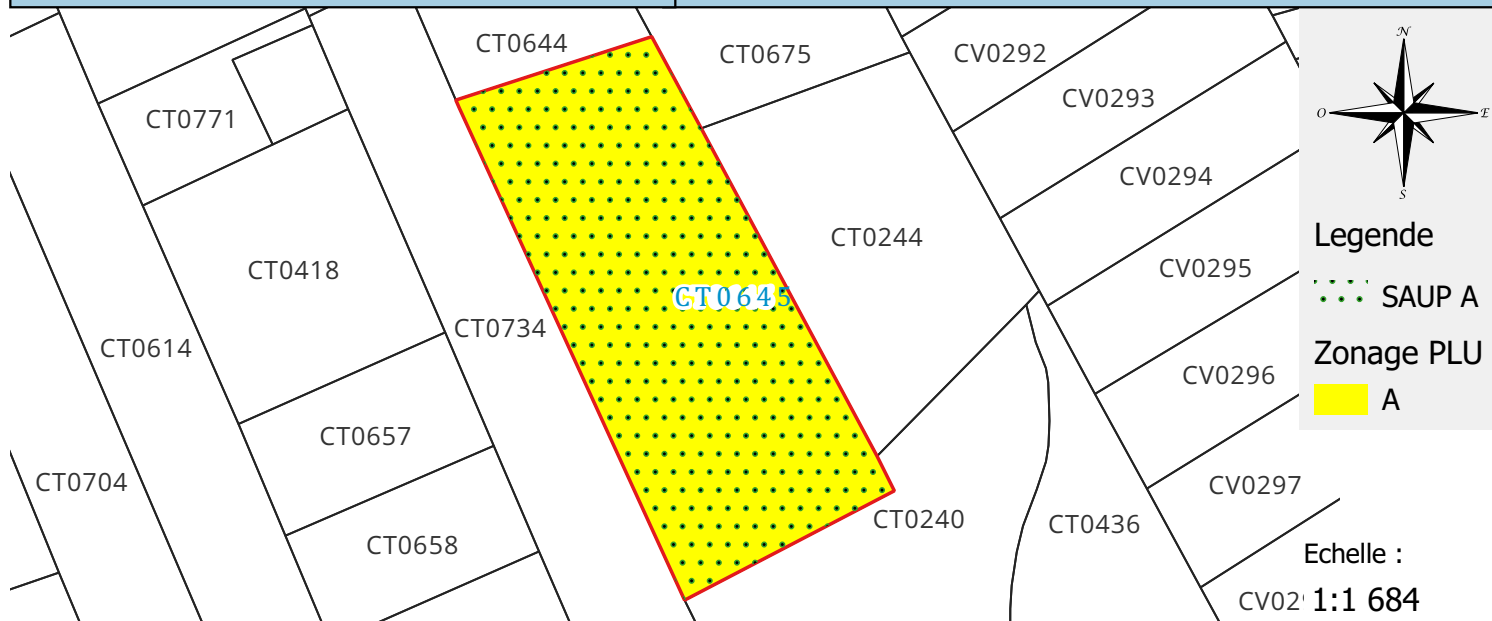 N
O
E
S
CT0644
CT0675
CV0292
CT0771
CV0293
CV0294
CT0244
CT0418
CV0295
CT0645
CT0734
CT0614
CV0296
CT0657
CT0704
CV0297
CT0240
CT0436
CT0658
CV029
Legende
SAUP A
Zonage PLU
A
Echelle :
1:1 684